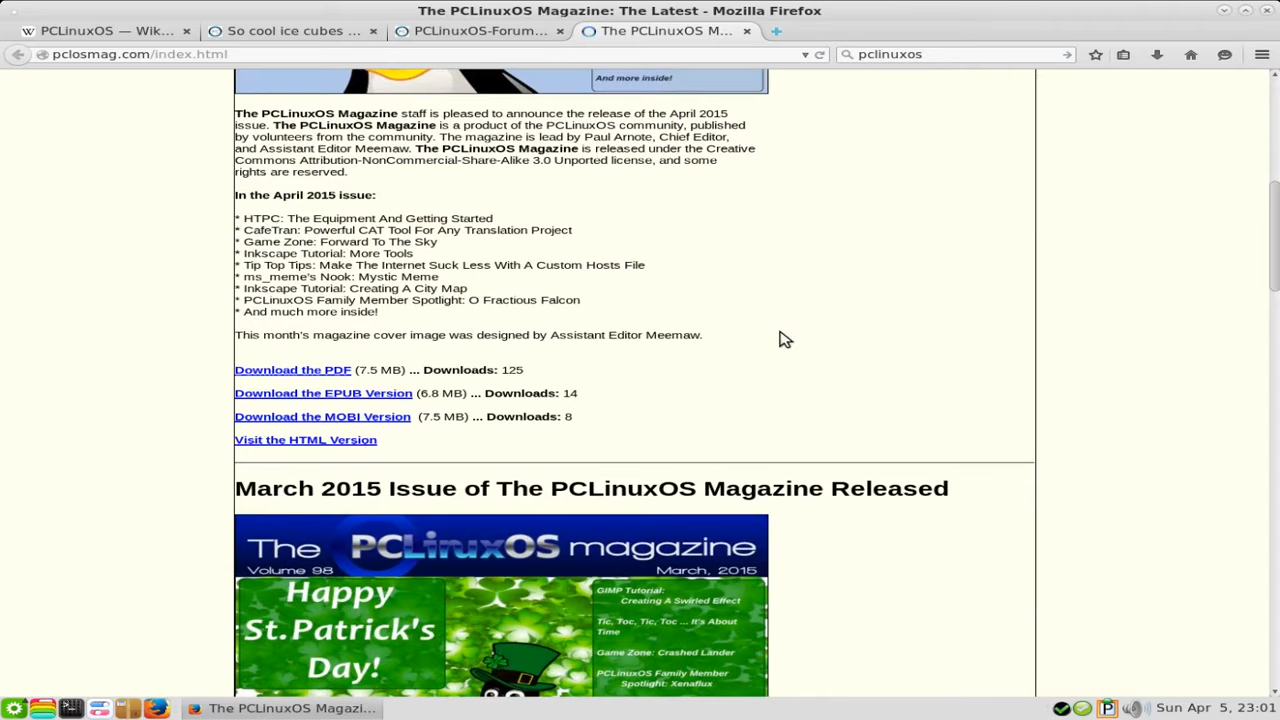 The PCLinuxOS Magazine: The Latest - Mozilla Firefox
PCLinuxOS — Wik...
So cool ice cubes ...
PCLinuxOS-Forum...
The PCLinuxOS M...
pclosmag.com/index.html
pclinuxos
And more inside!
The PCLinuxOS Magazine staff is pleased to announce the release of the April 2015
issue. The PCLinuxOS Magazine is a product of the PCLinuxOS community, published
by volunteers from the community. The magazine is lead by Paul Arnote, Chief Editor,
and Assistant Editor Meemaw. The PCLinuxOS Magazine is released under the Creative
Commons Attribution-NonCommercial-Share-Alike 3.0 Unported license, and some
rights are reserved.
In the April 2015 issue:
* HTPC: The Equipment And Getting Started
* CafeTran: Powerful CAT Tool For Any Translation Project
* Game Zone: Forward To The Sky
* Inkscape Tutorial: More Tools
* Tip Top Tips: Make The Internet Suck Less With A Custom Hosts File
* ms_meme's Nook: Mystic Meme
* Inkscape Tutorial: Creating A City Map
* PCLinuxOS Family Member Spotlight: O Fractious Falcon
* And much more inside!
This month's magazine cover image was designed by Assistant Editor Meemaw.
Download the PDF (7.5 MB) ... Downloads: 125
Download the EPUB Version (6.8 MB) ... Downloads: 14
Download the MOBI Version (7.5 MB) ... Downloads: 8
Visit the HTML Version
March 2015 Issue of The PCLinuxOS Magazine Released
The PCLinuxOS magazine
Volume 98
March, 2015
Happy
St.Patrick's
Day!
GIMP Tutorial:
Creating A Swirled Effect
Tic, Toc, Tic, Toc ... It's About
Time
Game Zone: Crashed Lander
PCLinuxOS Family Member
Spotlight: Xenaflux
The PCLinuxOS Magazi...
Sun Apr 5, 23:01